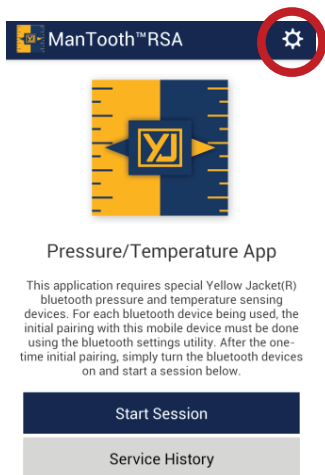 ManTooth™RSA
YJ
Pressure/Temperature App
This application requires special Yellow Jacket(R)
bluetooth pressure and temperature sensing
devices. For each bluetooth device being used, the
initial pairing with this mobile device must be done
using the bluetooth settings utility. After the one-
time initial pairing, simply turn the bluetooth devices
on and start a session below.
Start Session
Service History